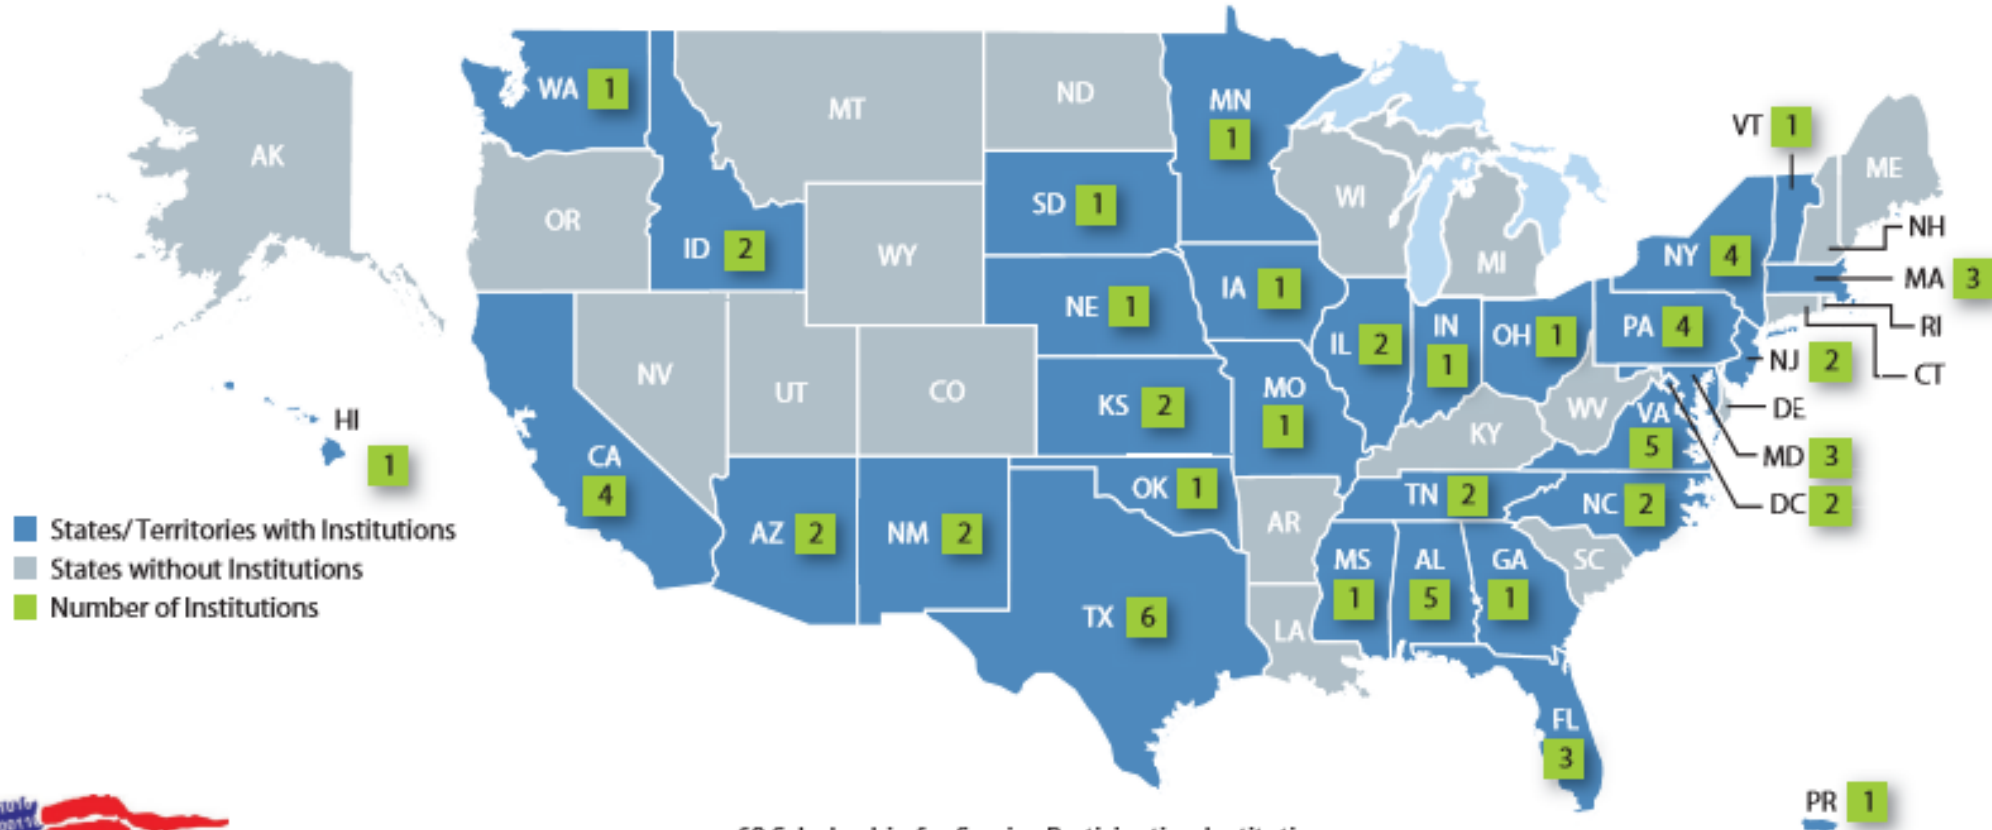 AK
WA 1
MT
ND
MN
1
VT 1
ME
OR
ID 2
WY
SD 1
WI
MI
NY 4
NH
MA 3
RI
CT
NE 1
IA 1
IL 2
IN
1
OH 1
PA 4
NJ 2
NV
UT
CO
KS 2
MO
1
KY
WV
VA
5
DE
MD 3
DC 2
HI
1
CA
4
AZ 2
NM 2
OK 1
AR
TN 2
NC 2
SC
TX 6
LA
MS
1
AL
5
GA
1
FL
3
PR 1
States/Territories with Institutions
States without Institutions
Number of Institutions